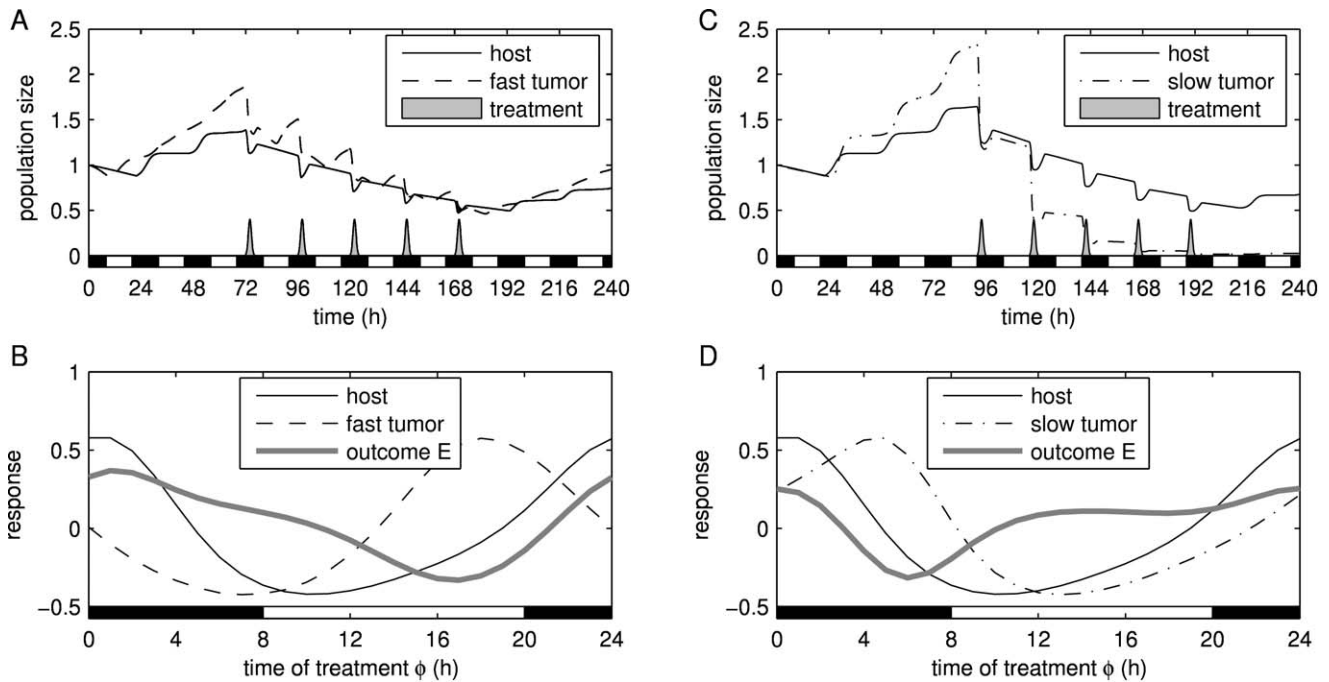 A
2.5
2
1.5
1
0.5
0
population size
host
fast tumor
treatment
0 24 48 72 96 120 144 168 192 216 240
time (h)
C
2.5
2
1.5
1
0.5
0
population size
host
slow tumor
treatment
0 24 48 72 96 120 144 168 192 216 240
time (h)
B
1
0.5
0
−0.5
response
host
fast tumor
outcome E
0 4 8 12 16 20 24
time of treatment ϕ (h)
D
1
0.5
0
−0.5
response
host
slow tumor
outcome E
0 4 8 12 16 20 24
time of treatment ϕ (h)